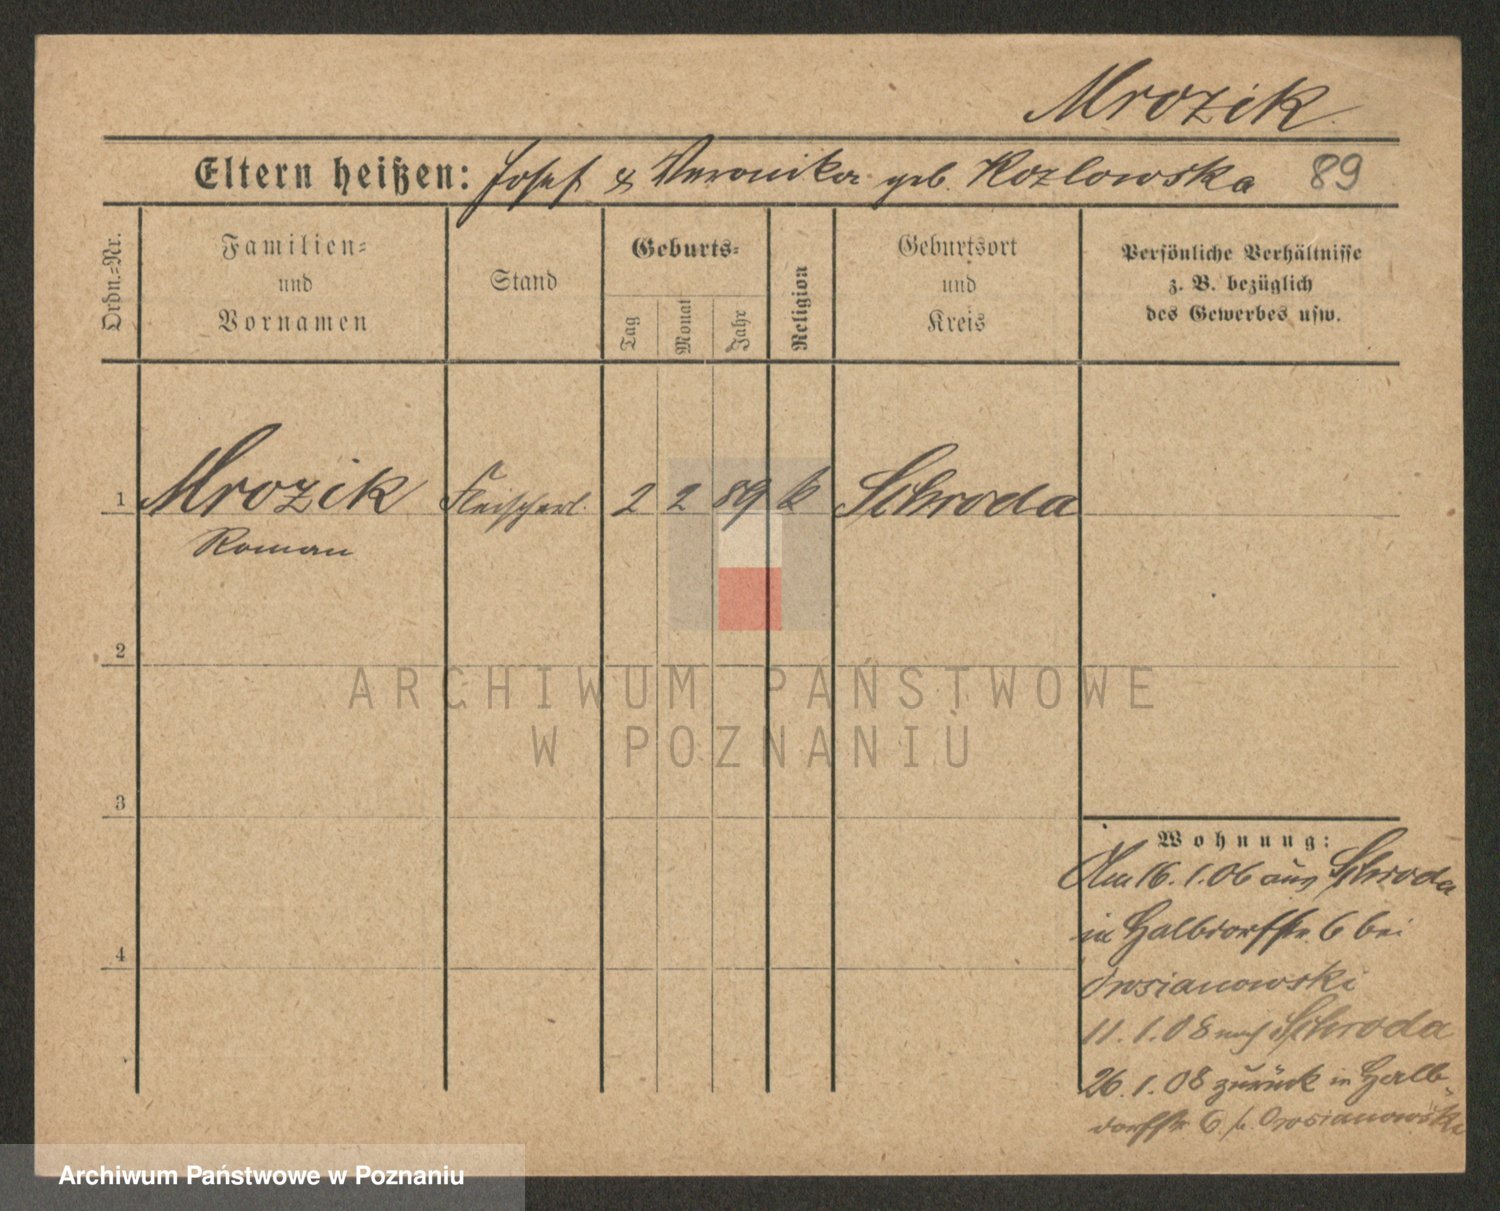 Mrozik.
Eltern heißen: Josef & Veronika geb. Kozlowska 89
Ordn.=Nr.
Familien=
und
Vornamen
Stand
Geburts=
Tag
Monat
Jahr
Religion
Geburtsort
und
Kreis
Persönliche Verhältnisse
z. B. bezüglich
des Gewerbes usw.
1 Mrozik Fleischerl. 2 2 89 k Schroda
Roman
2
3
4
Wohnung:
Am 16.1.06 aus Schroda
in Halbdorfstr. 6 bei
11.1.08 nach Schroda
26.1.08 zurück in Halb-
dorfstr 6 b.
ARCHIWUM PAŃSTWOWE
W POZNANIU
Archiwum Państwowe w Poznaniu